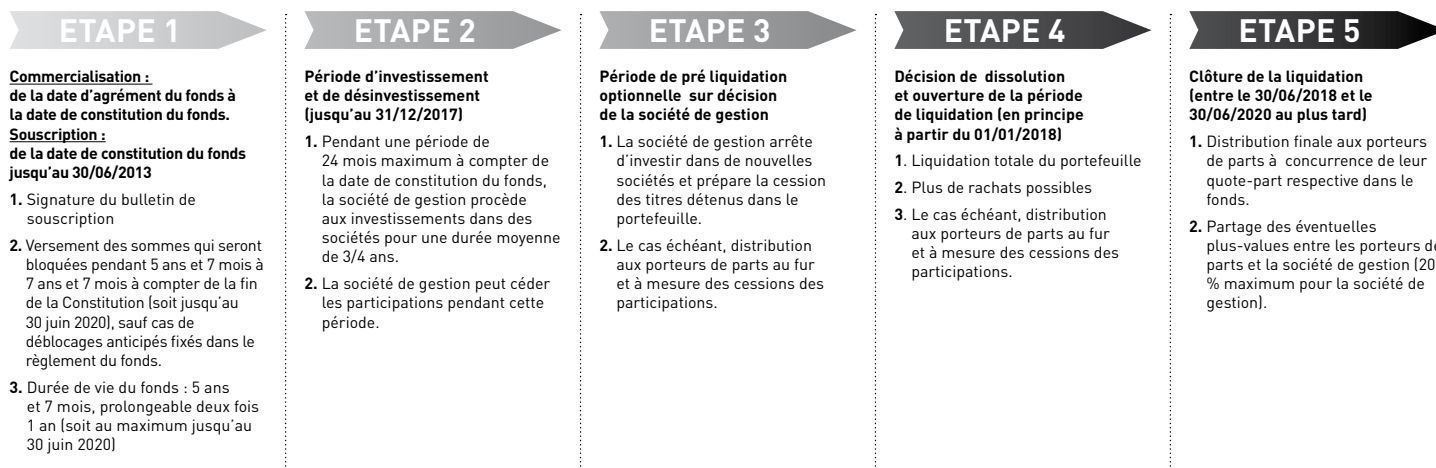 ETAPE 1
Commercialisation :
de la date d'agrément du fonds à
la date de constitution du fonds.
Souscription :
de la date de constitution du fonds
jusqu'au 30/06/2013
1. Signature du bulletin de
souscription
2. Versement des sommes qui seront
bloquées pendant 5 ans et 7 mois à
7 ans et 7 mois à compter de la fin
de la Constitution (soit jusqu'au
30 juin 2020), sauf cas de
déblocages anticipés fixés dans le
règlement du fonds.
3. Durée de vie du fonds : 5 ans
et 7 mois, prolongeable deux fois
1 an (soit au maximum jusqu'au
30 juin 2020)
ETAPE 2
Période d'investissement
et de désinvestissement
(jusqu'au 31/12/2017)
1. Pendant une période de
24 mois maximum à compter de
la date de constitution du fonds,
la société de gestion procède
aux investissements dans des
sociétés pour une durée moyenne
de 3/4 ans.
2. La société de gestion peut céder
les participations pendant cette
période.
ETAPE 3
Période de pré liquidation
optionnelle sur décision
de la société de gestion
1. La société de gestion arrête
d'investir dans de nouvelles
sociétés et prépare la cession
des titres détenus dans le
portefeuille.
2. Le cas échéant, distribution
aux porteurs de parts au fur
et à mesure des cessions des
participations.
ETAPE 4
Décision de dissolution
et ouverture de la période
de liquidation (en principe
à partir du 01/01/2018)
1. Liquidation totale du portefeuille
2. Plus de rachats possibles
3. Le cas échéant, distribution
aux porteurs de parts au fur
et à mesure des cessions des
participations.
ETAPE 5
Clôture de la liquidation
(entre le 30/06/2018 et le
30/06/2020 au plus tard)
1. Distribution finale aux porteurs
de parts à concurrence de leur
quote-part respective dans le
fonds.
2. Partage des éventuelles
plus-values entre les porteurs de
parts et la société de gestion (20
% maximum pour la société de
gestion).